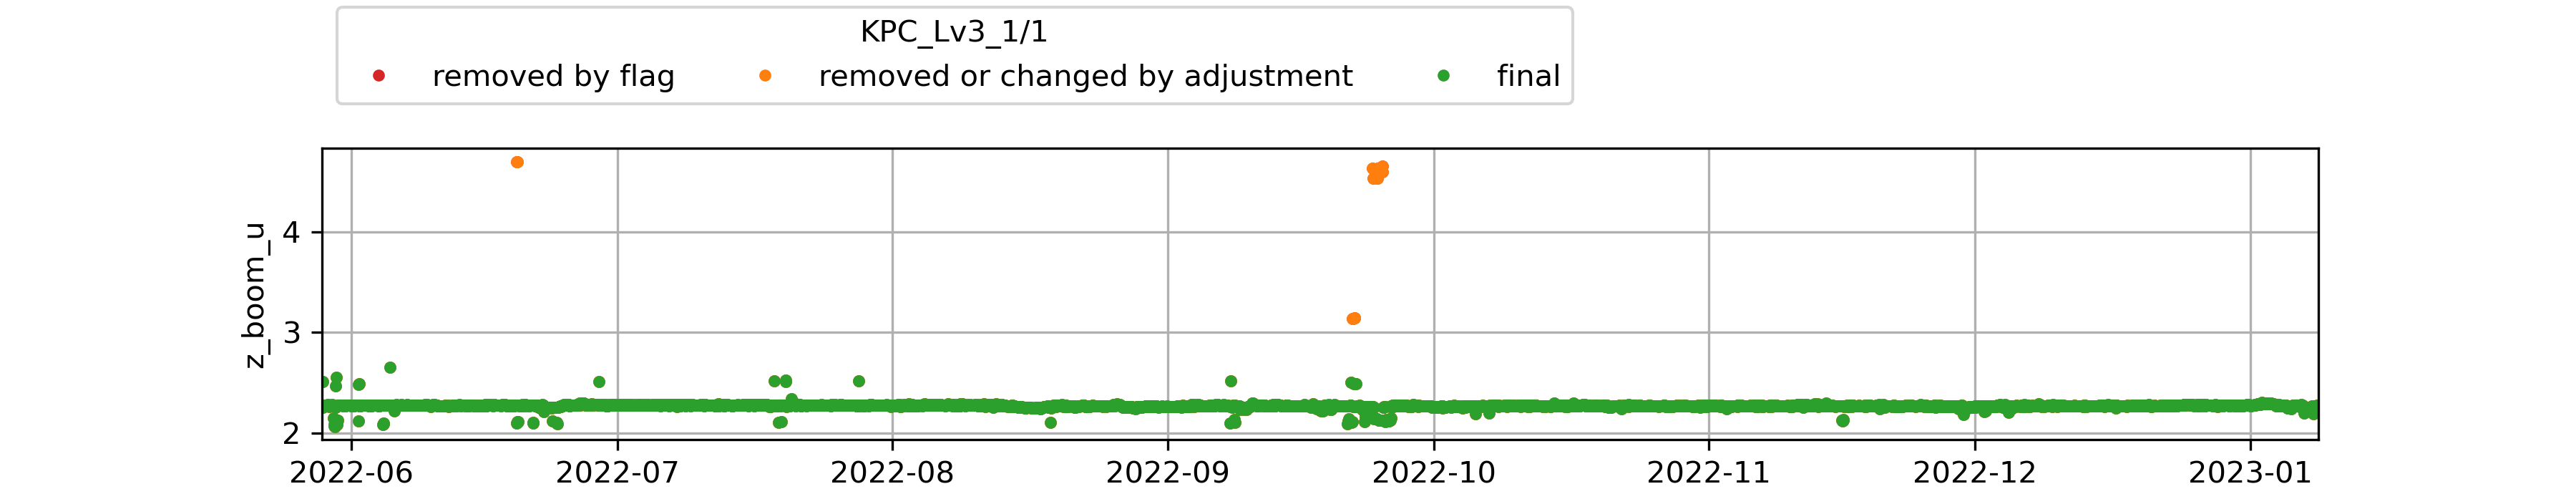 KPC_Lv3_1/1
removed by flag removed or changed by adjustment final
z_boom_u
4
3
2
2022-06 2022-07 2022-08 2022-09 2022-10 2022-11 2022-12 2023-01